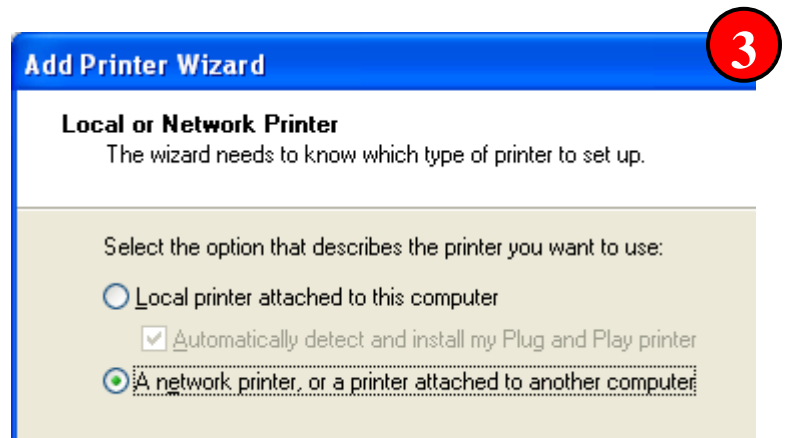 3
Add Printer Wizard
Local or Network Printer
The wizard needs to know which type of printer to set up.
Select the option that describes the printer you want to use:
Local printer attached to this computer
Automatically detect and install my Plug and Play printer
A network printer, or a printer attached to another computer